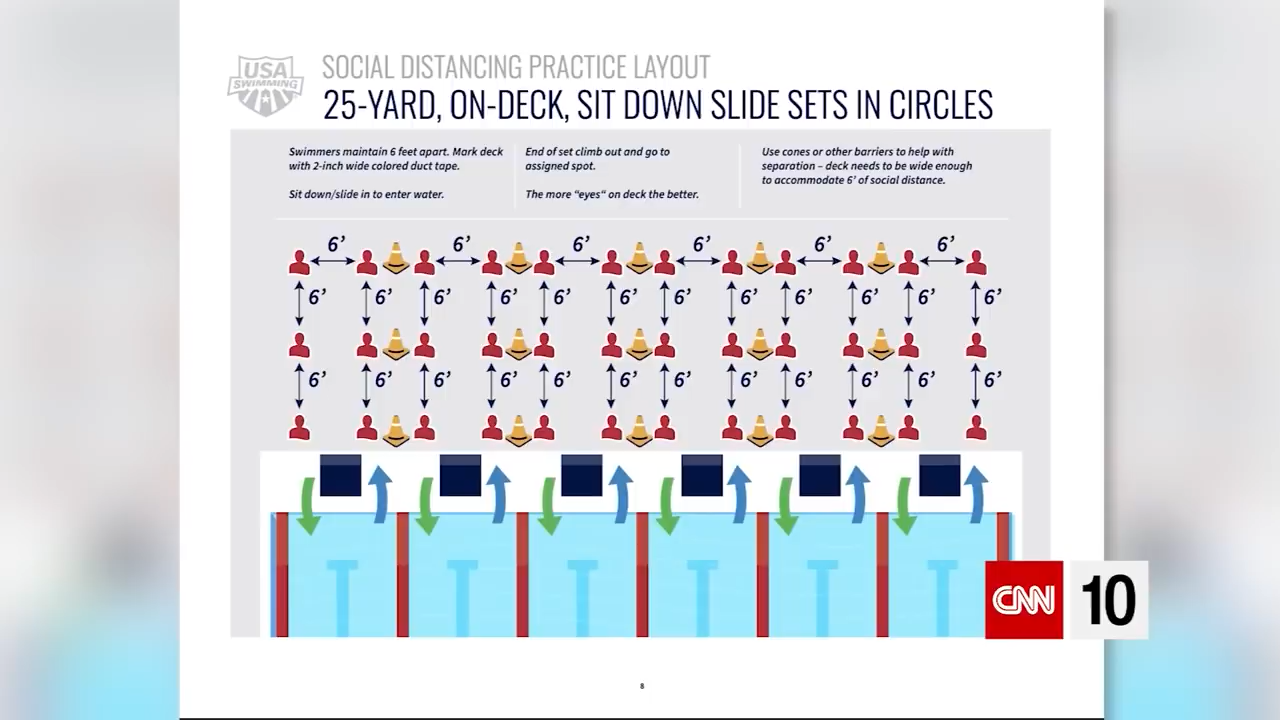 USA
SWIMMING
SOCIAL DISTANCING PRACTICE LAYOUT
25-YARD, ON-DECK, SIT DOWN SLIDE SETS IN CIRCLES
Swimmers maintain 6 feet apart. Mark deck
with 2-inch wide colored duct tape.
Sit down/slide in to enter water.
End of set climb out and go to
assigned spot.
The more “eyes“ on deck the better.
Use cones or other barriers to help with
separation – deck needs to be wide enough
to accommodate 6’ of social distance.
6’ 6’ 6’ 6’ 6’ 6’
6’ 6’ 6’ 6’ 6’ 6’ 6’ 6’ 6’ 6’ 6’ 6’
6’ 6’ 6’ 6’ 6’ 6’ 6’ 6’ 6’ 6’ 6’ 6’
CNN 10
8